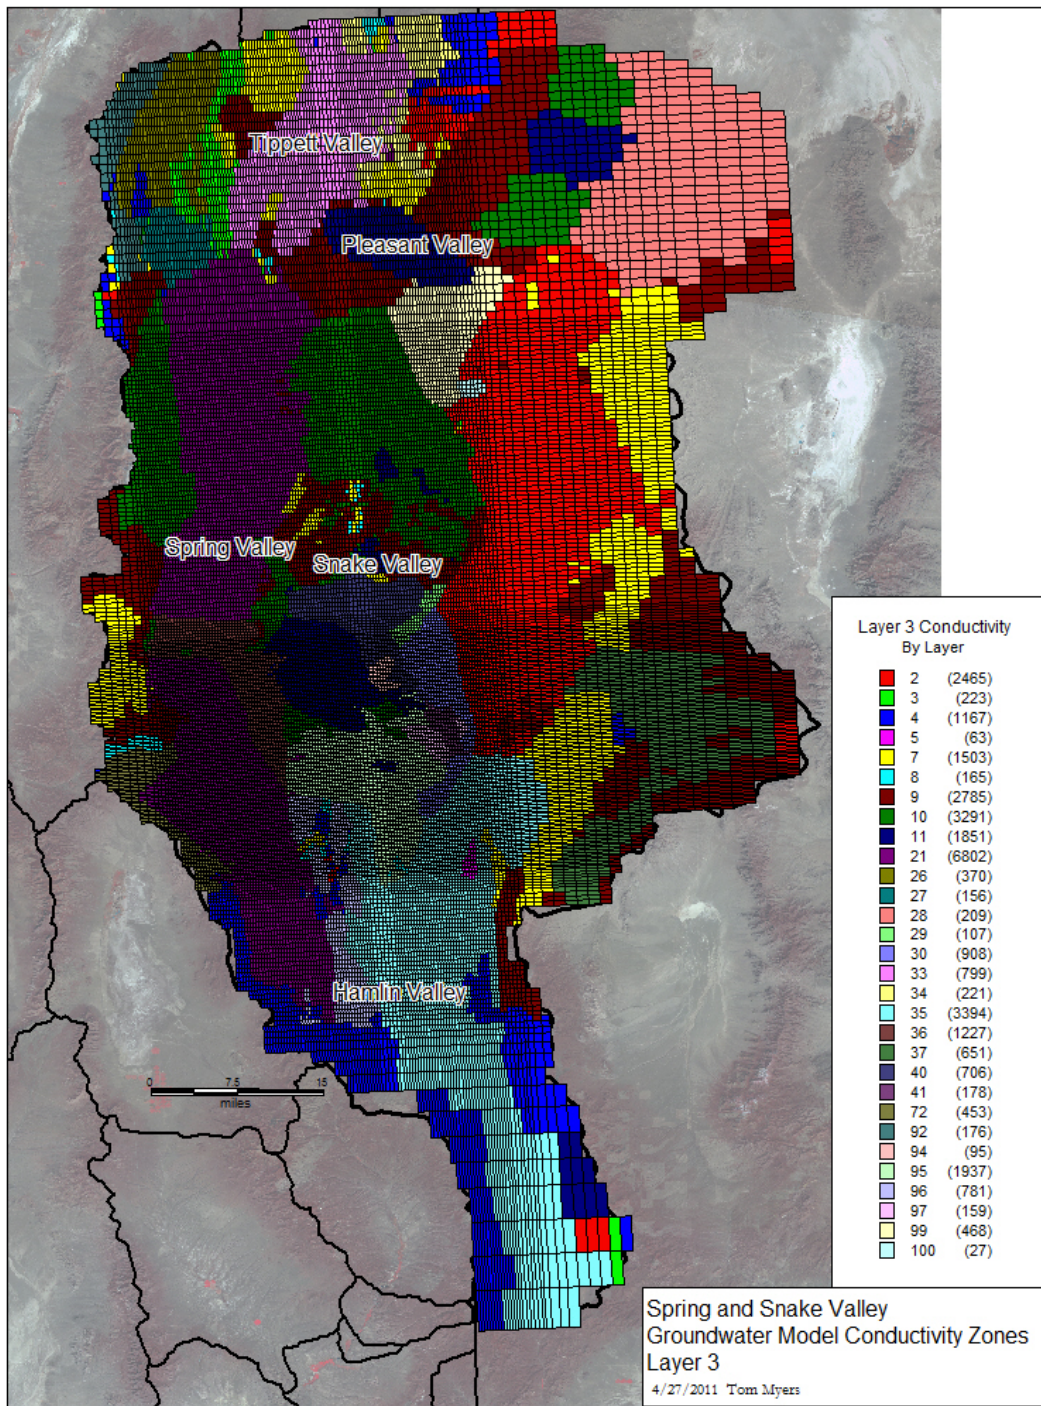 Tippett Valley
Pleasant Valley
Spring Valley
Snake Valley
Hamlin Valley
0 7.5 15
miles
Layer 3 Conductivity
By Layer
2 (2465)
3 (223)
4 (1167)
5 (63)
7 (1503)
8 (165)
9 (2785)
10 (3291)
11 (1851)
21 (6802)
26 (370)
27 (156)
28 (209)
29 (107)
30 (908)
33 (799)
34 (221)
35 (3394)
36 (1227)
37 (651)
40 (706)
41 (178)
72 (453)
92 (176)
94 (95)
95 (1937)
96 (781)
97 (159)
99 (468)
100 (27)
Spring and Snake Valley
Groundwater Model Conductivity Zones
Layer 3
4/27/2011 Tom Myers